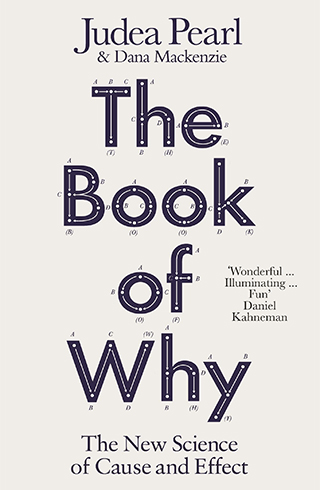 Judea Pearl
& Dana Mackenzie
A B C A
The
C D A B
(T) B (H) (E)
A B A
Book
C D B C B C C
(B) (O) (O) D (K)
A
of
B C B
(O) (F)
'Wonderful ...
Illuminating ...
Fun'
Daniel
Kahneman
A C (W) A
Why
D A B
B D B (H) (Y)
The New Science
of Cause and Effect